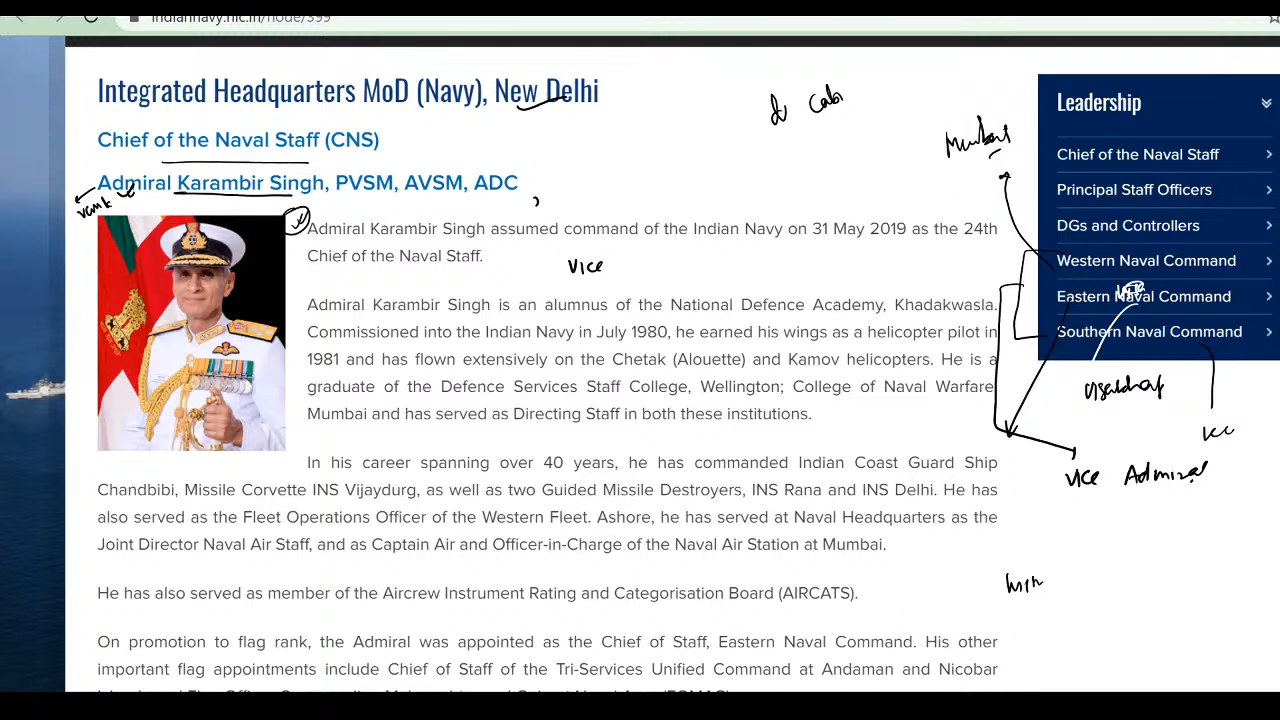 Integrated Headquarters MoD (Navy), New Delhi
Chief of the Naval Staff (CNS)
Admiral Karambir Singh, PVSM, AVSM, ADC
rank
Admiral Karambir Singh assumed command of the Indian Navy on 31 May 2019 as the 24th
Chief of the Naval Staff.
Vice
Admiral Karambir Singh is an alumnus of the National Defence Academy, Khadakwasla.
Commissioned into the Indian Navy in July 1980, he earned his wings as a helicopter pilot in
1981 and has flown extensively on the Chetak (Alouette) and Kamov helicopters. He is a
graduate of the Defence Services Staff College, Wellington; College of Naval Warfare,
Mumbai and has served as Directing Staff in both these institutions.
In his career spanning over 40 years, he has commanded Indian Coast Guard Ship
Chandbibi, Missile Corvette INS Vijaydurg, as well as two Guided Missile Destroyers, INS Rana and INS Delhi. He has
also served as the Fleet Operations Officer of the Western Fleet. Ashore, he has served at Naval Headquarters as the
Joint Director Naval Air Staff, and as Captain Air and Officer-in-Charge of the Naval Air Station at Mumbai.
He has also served as member of the Aircrew Instrument Rating and Categorisation Board (AIRCATS).
On promotion to flag rank, the Admiral was appointed as the Chief of Staff, Eastern Naval Command. His other
important flag appointments include Chief of Staff of the Tri-Services Unified Command at Andaman and Nicobar
Mumbai
Leadership
Chief of the Naval Staff
Principal Staff Officers
DGs and Controllers
Western Naval Command
Eastern Naval Command
Southern Naval Command
Vice Admiral